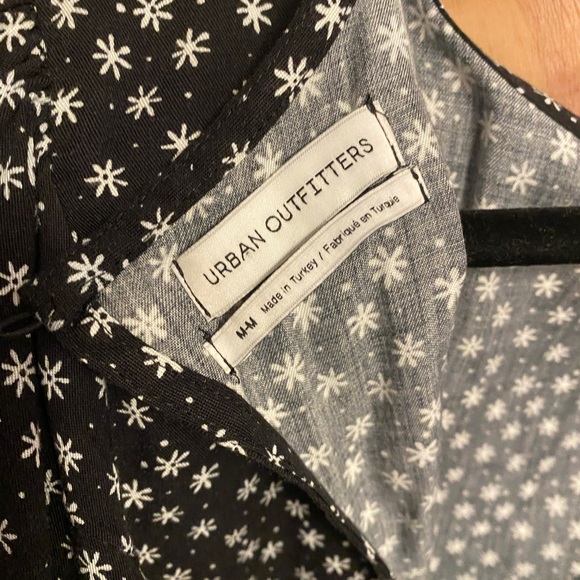 URBAN OUTFITTERS
M-M Made in Turkey / Fabriqué en Turquie